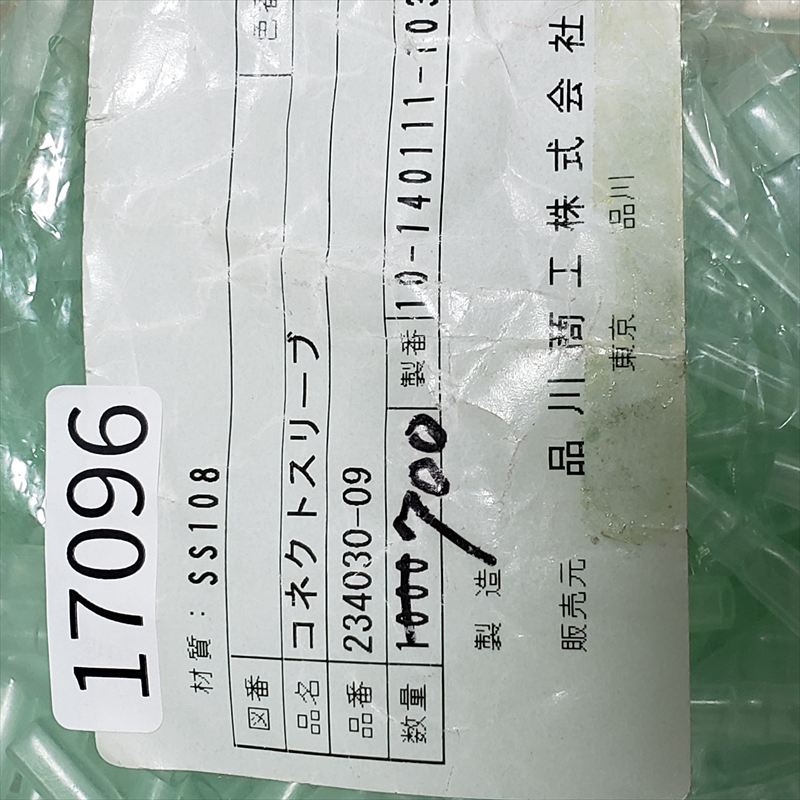 17096
材質：SS108
図番
色番
品名 コネクトスリーブ
品番 234030-09
数量 1000 700 製番 10-140111-103
製造
品川商工株式会社
販売元 東京 品川